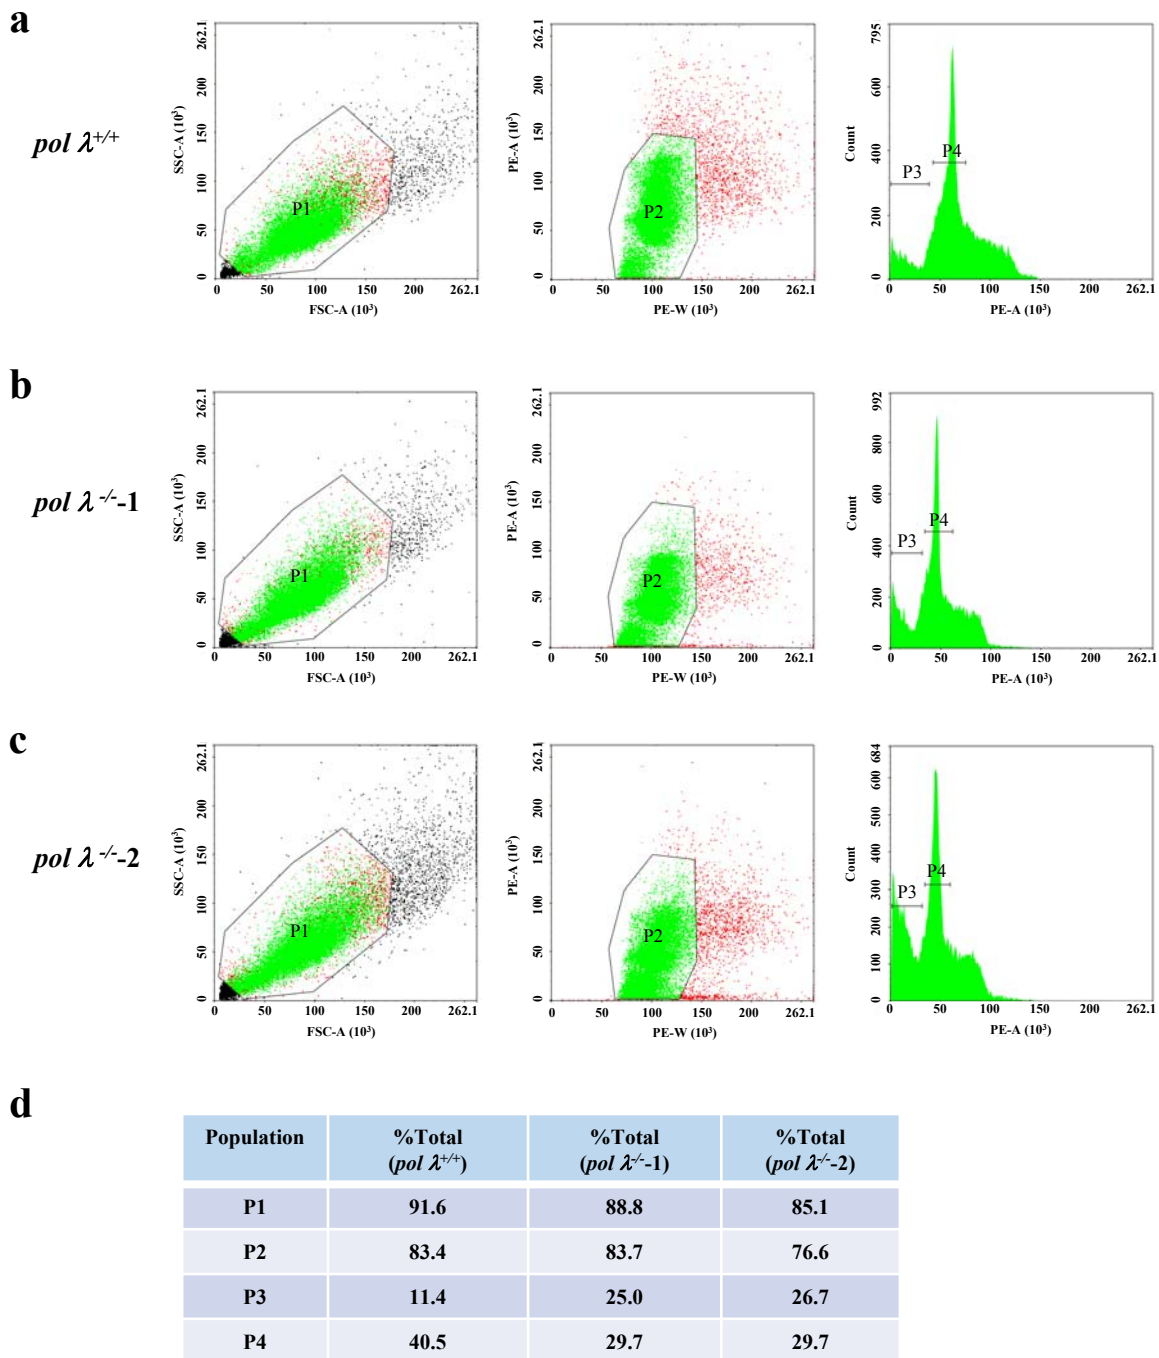 a
pol λ+/+
262.1
200
150
100
50
0
SSC-A (10³)
P1
0 50 100 150 200 262.1
FSC-A (10³)
262.1
200
150
100
50
0
PE-A (10³)
P2
0 50 100 150 200 262.1
PE-W (10³)
795
600
400
200
0
Count
P3
P4
0 50 100 150 200 262.1
PE-A (10³)
b
pol λ -/--1
262.1
200
150
100
50
0
SSC-A (10³)
P1
0 50 100 150 200 262.1
FSC-A (10³)
262.1
200
150
100
50
0
PE-A (10³)
P2
0 50 100 150 200 262.1
PE-W (10³)
992
800
600
400
200
0
Count
P3
P4
0 50 100 150 200 262.1
PE-A (10³)
c
pol λ -/--2
262.1
200
150
100
50
0
SSC-A (10³)
P1
0 50 100 150 200 262.1
FSC-A (10³)
262.1
200
150
100
50
0
PE-A (10³)
P2
0 50 100 150 200 262.1
PE-W (10³)
684
600
500
400
300
200
100
0
Count
P3
P4
0 50 100 150 200 262.1
PE-A (10³)
d
Population %Total %Total %Total
(pol λ+/+) (pol λ-/--1) (pol λ-/--2)
P1 91.6 88.8 85.1
P2 83.4 83.7 76.6
P3 11.4 25.0 26.7
P4 40.5 29.7 29.7